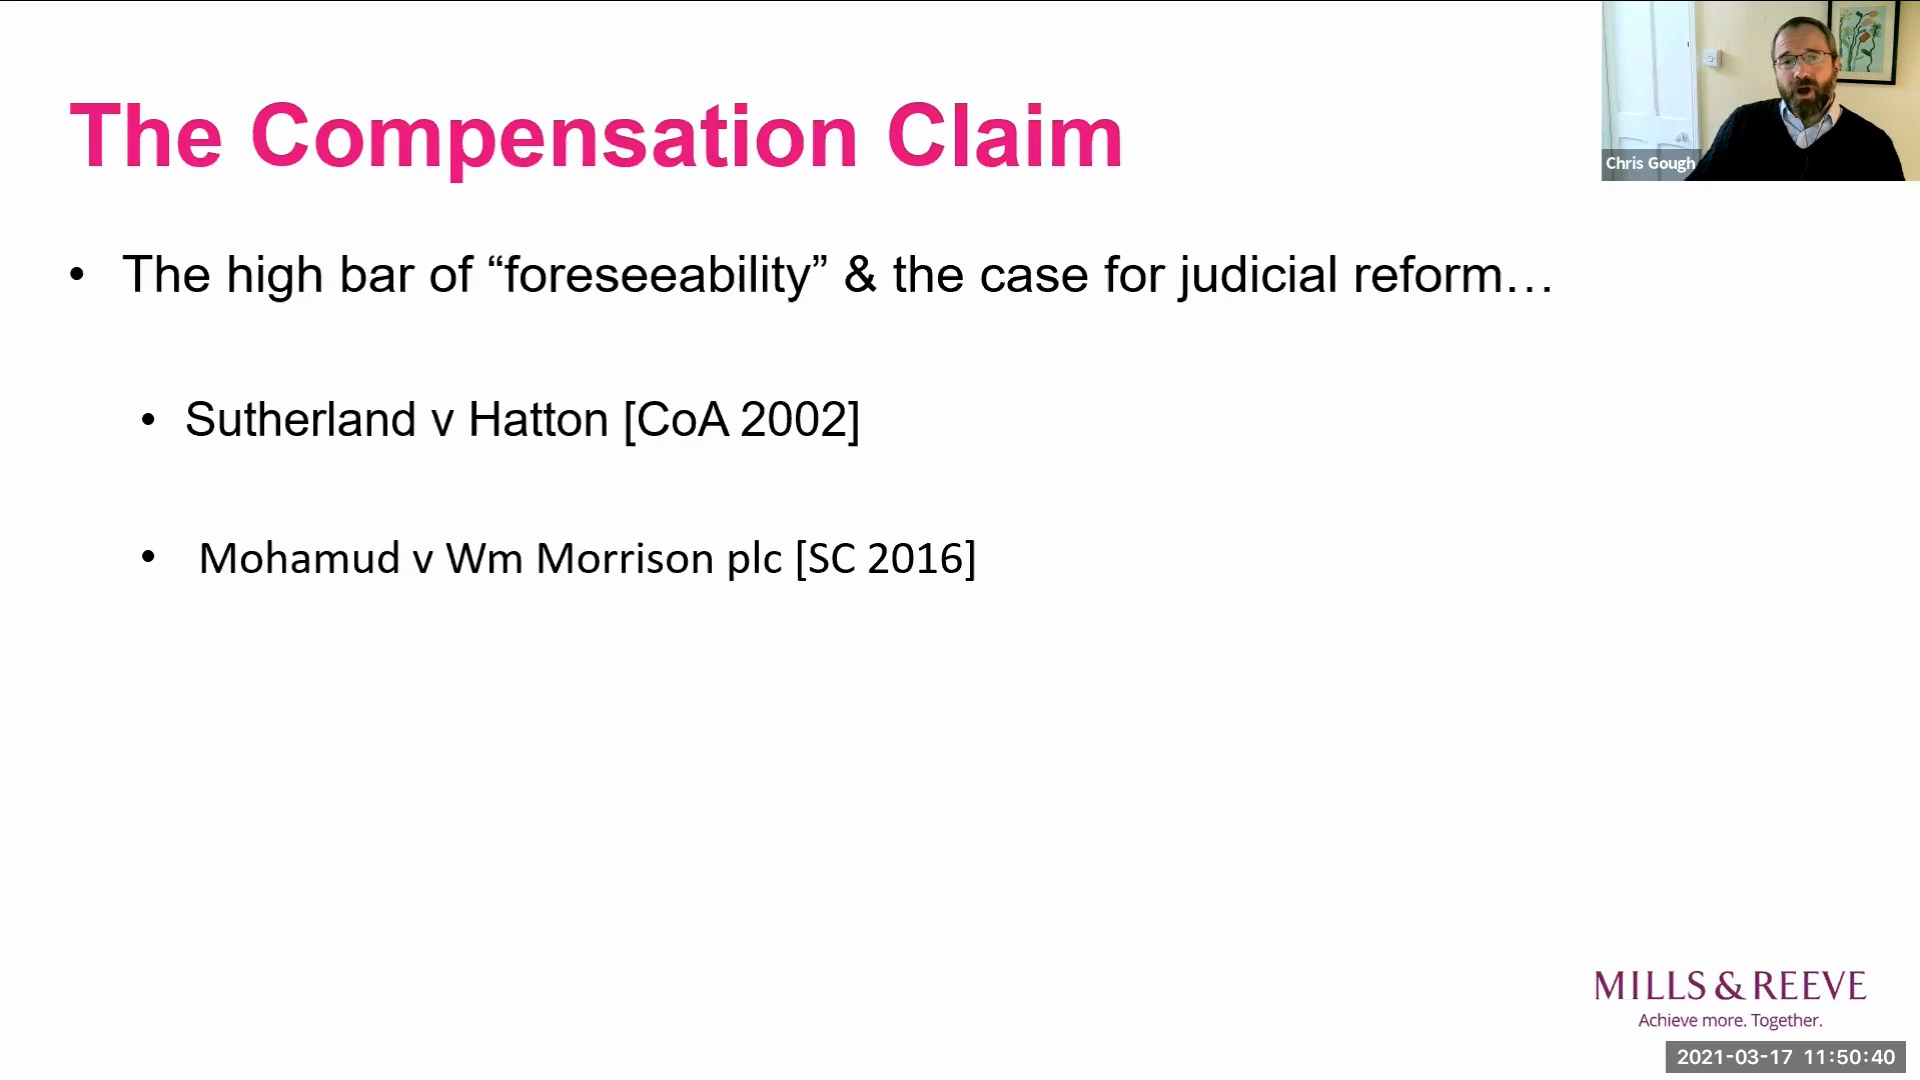 The Compensation Claim
Chris Gough
• The high bar of “foreseeability” & the case for judicial reform…
• Sutherland v Hatton [CoA 2002]
• Mohamud v Wm Morrison plc [SC 2016]
MILLS & REEVE
Achieve more. Together.
2021-03-17 11:50:40